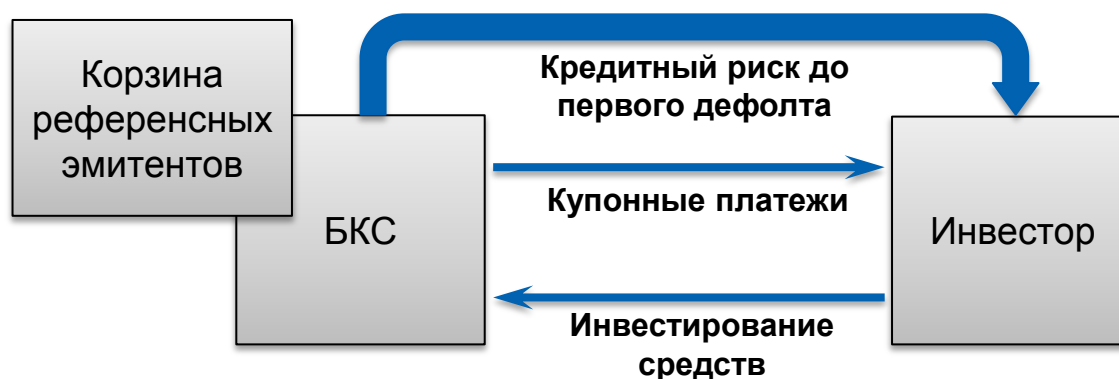 Корзина
референсных
эмитентов
БКС
Кредитный риск до
первого дефолта
Купонные платежи
Инвестирование
средств
Инвестор